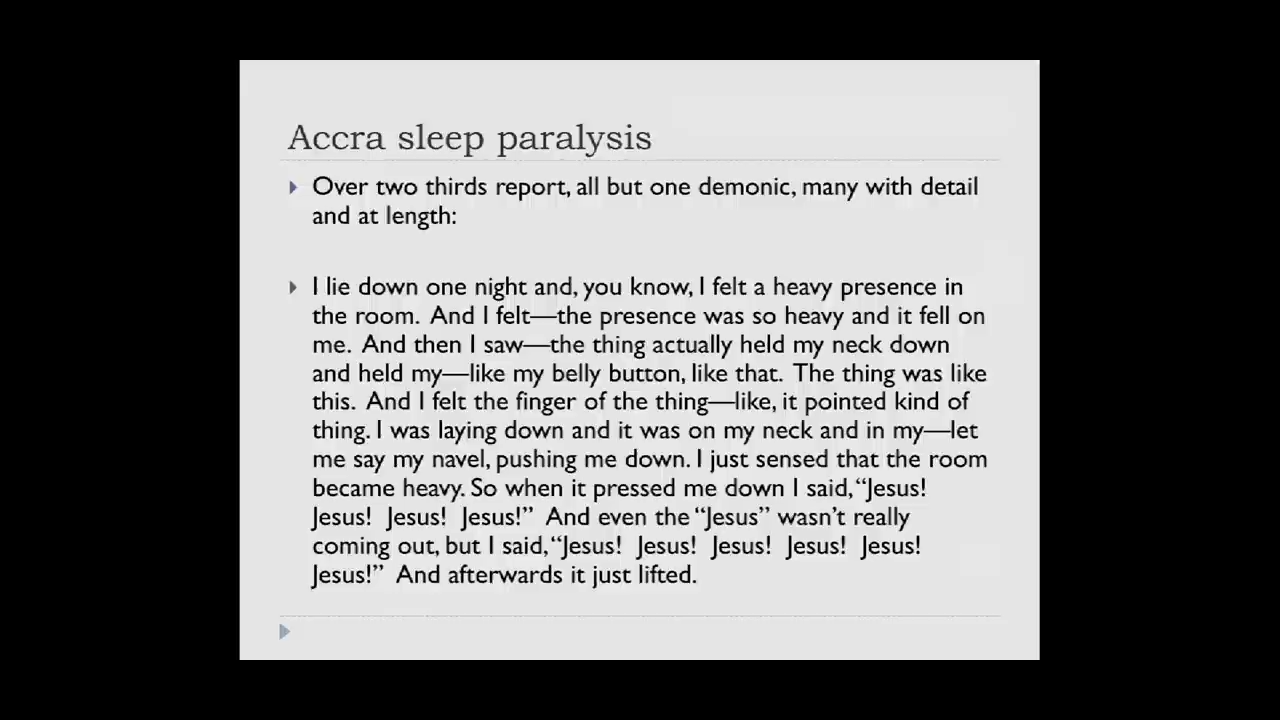 Accra sleep paralysis
Over two thirds report, all but one demonic, many with detail
and at length:
I lie down one night and, you know, I felt a heavy presence in
the room. And I felt—the presence was so heavy and it fell on
me. And then I saw—the thing actually held my neck down
and held my—like my belly button, like that. The thing was like
this. And I felt the finger of the thing—like, it pointed kind of
thing. I was laying down and it was on my neck and in my—let
me say my navel, pushing me down. I just sensed that the room
became heavy. So when it pressed me down I said, “Jesus!
Jesus! Jesus! Jesus!” And even the “Jesus” wasn’t really
coming out, but I said, “Jesus! Jesus! Jesus! Jesus! Jesus!
Jesus!” And afterwards it just lifted.